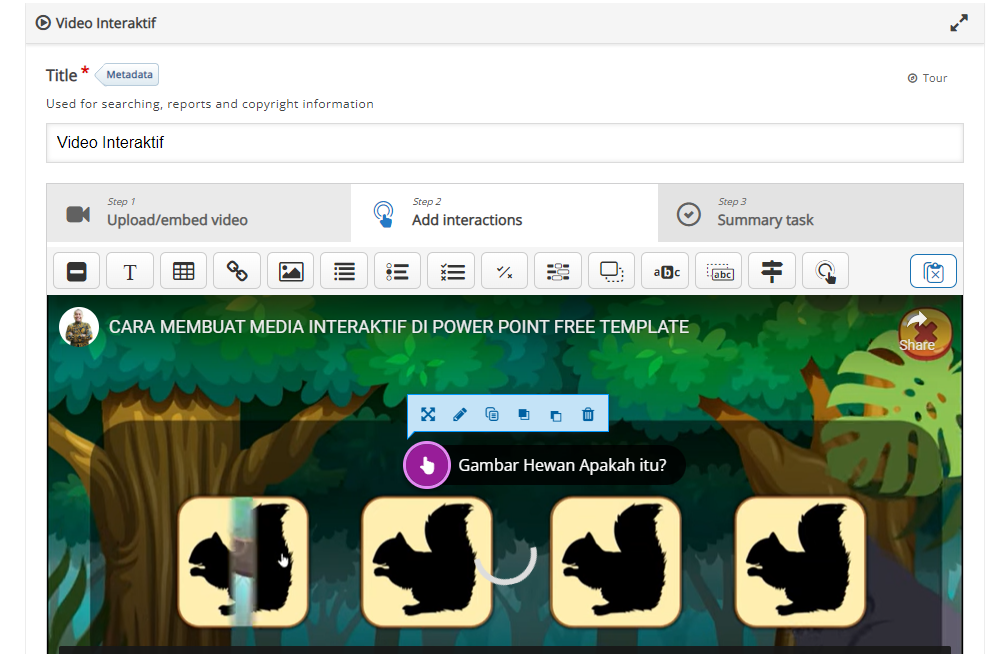 Video Interaktif
Title * Metadata
Tour
Used for searching, reports and copyright information
Video Interaktif
Step 1
Upload/embed video
Step 2
Add interactions
Step 3
Summary task
T
abc
abc
CARA MEMBUAT MEDIA INTERAKTIF DI POWER POINT FREE TEMPLATE
Share
Gambar Hewan Apakah itu?